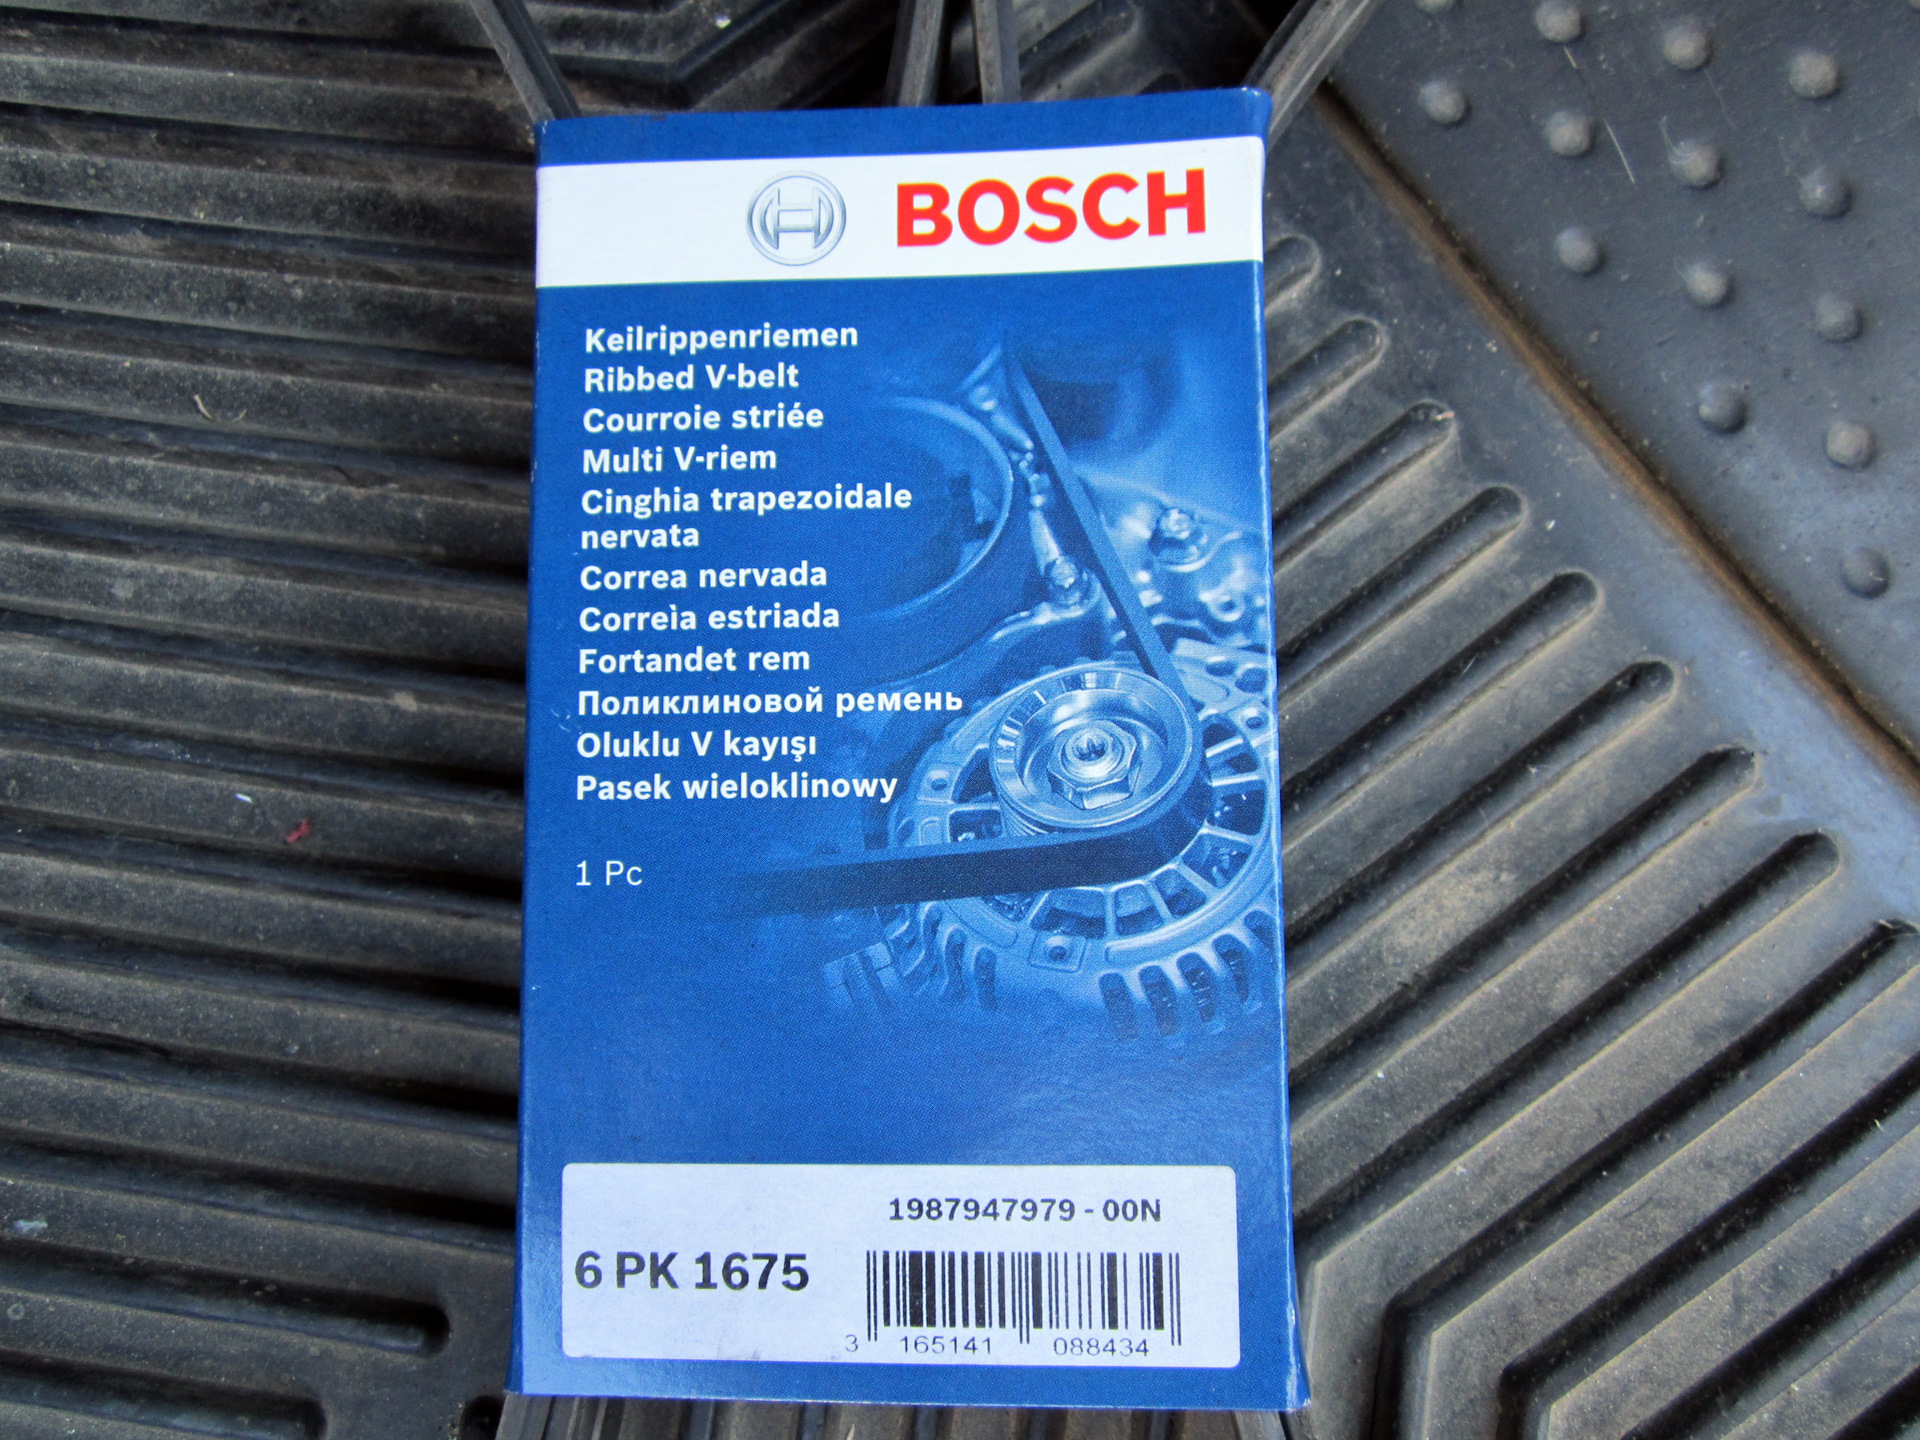 BOSCH
Keilrippenriemen
Ribbed V-belt
Courroie striée
Multi V-riem
Cinghia trapezoidale
nervata
Correa nervada
Correìa estriada
Fortandet rem
Поликлиновой ремень
Oluklu V kayışı
Pasek wieloklinowy
1 Pc
1987947979 - 00N
6 PK 1675
3 165141 088434